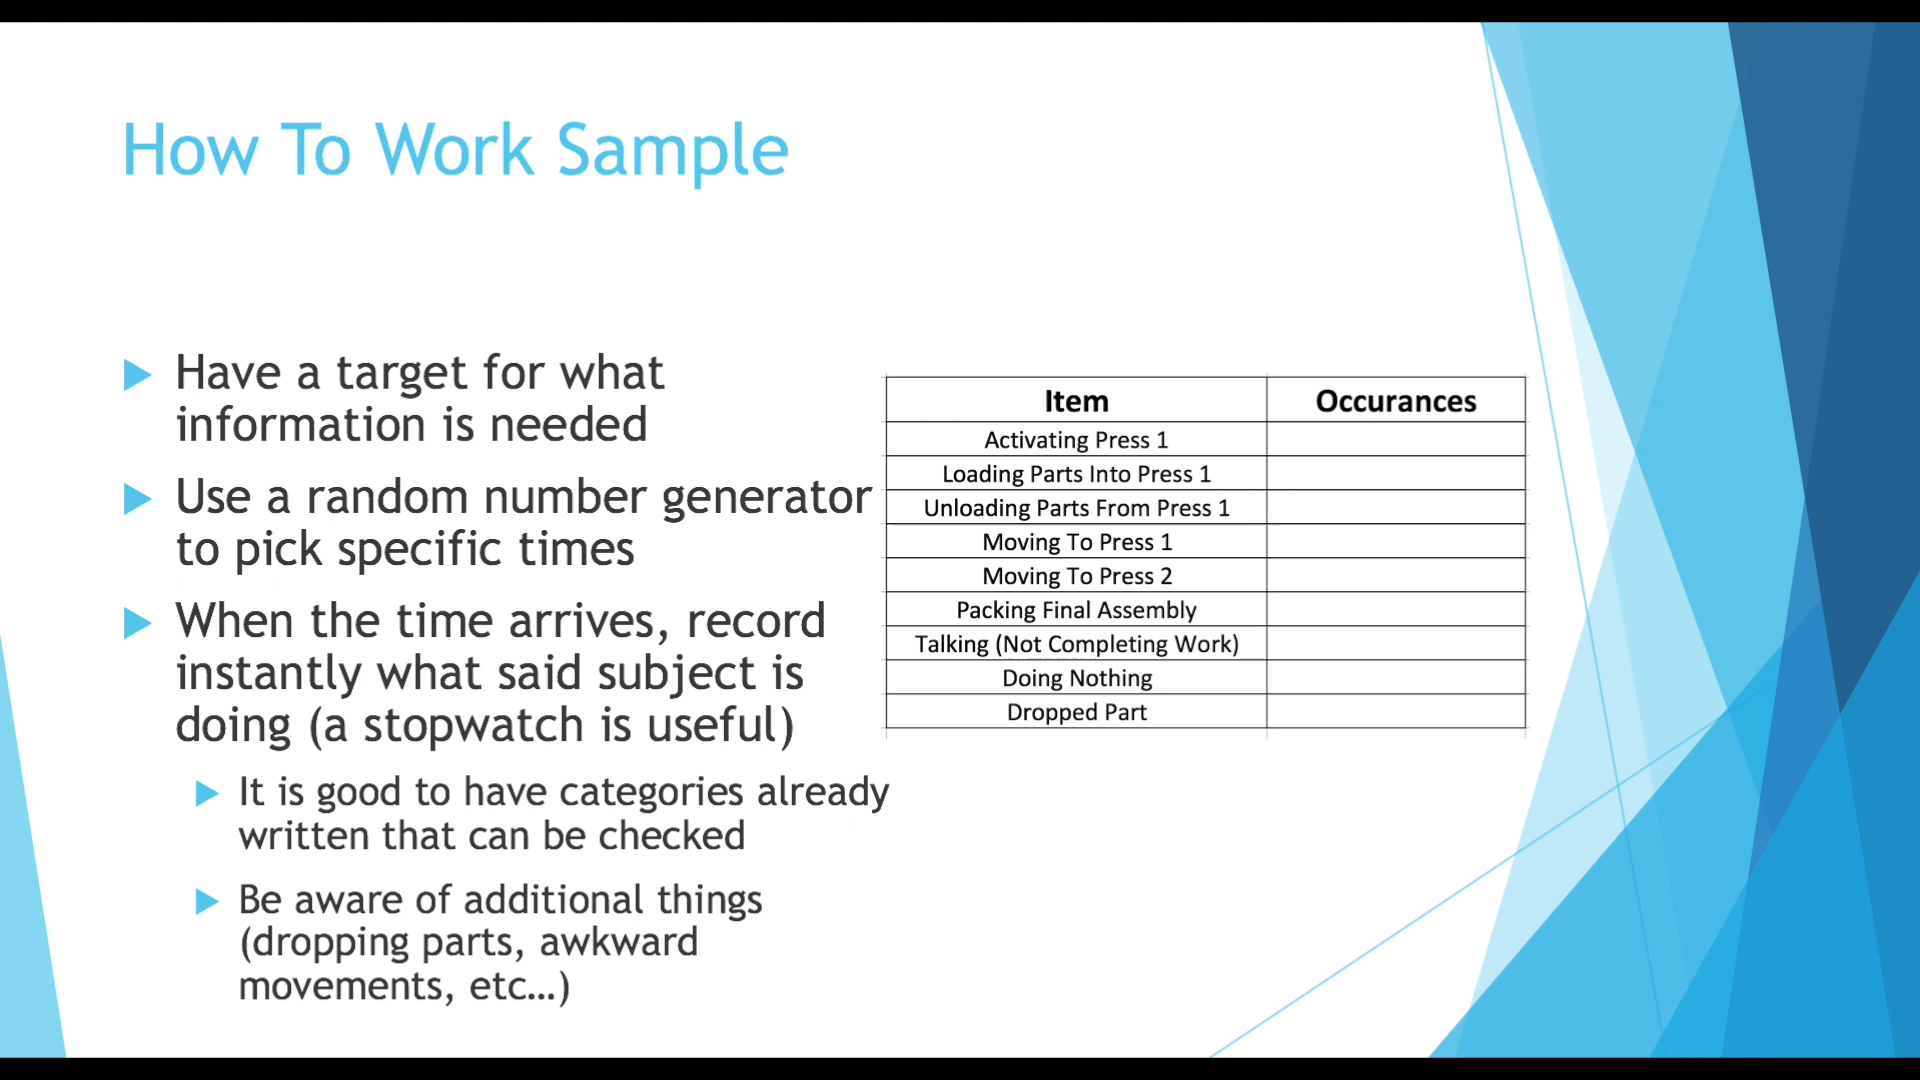 How To Work Sample
Have a target for what
information is needed
Use a random number generator
to pick specific times
When the time arrives, record
instantly what said subject is
doing (a stopwatch is useful)
It is good to have categories already
written that can be checked
Be aware of additional things
(dropping parts, awkward
movements, etc...)
Item Occurances
Activating Press 1
Loading Parts Into Press 1
Unloading Parts From Press 1
Moving To Press 1
Moving To Press 2
Packing Final Assembly
Talking (Not Completing Work)
Doing Nothing
Dropped Part